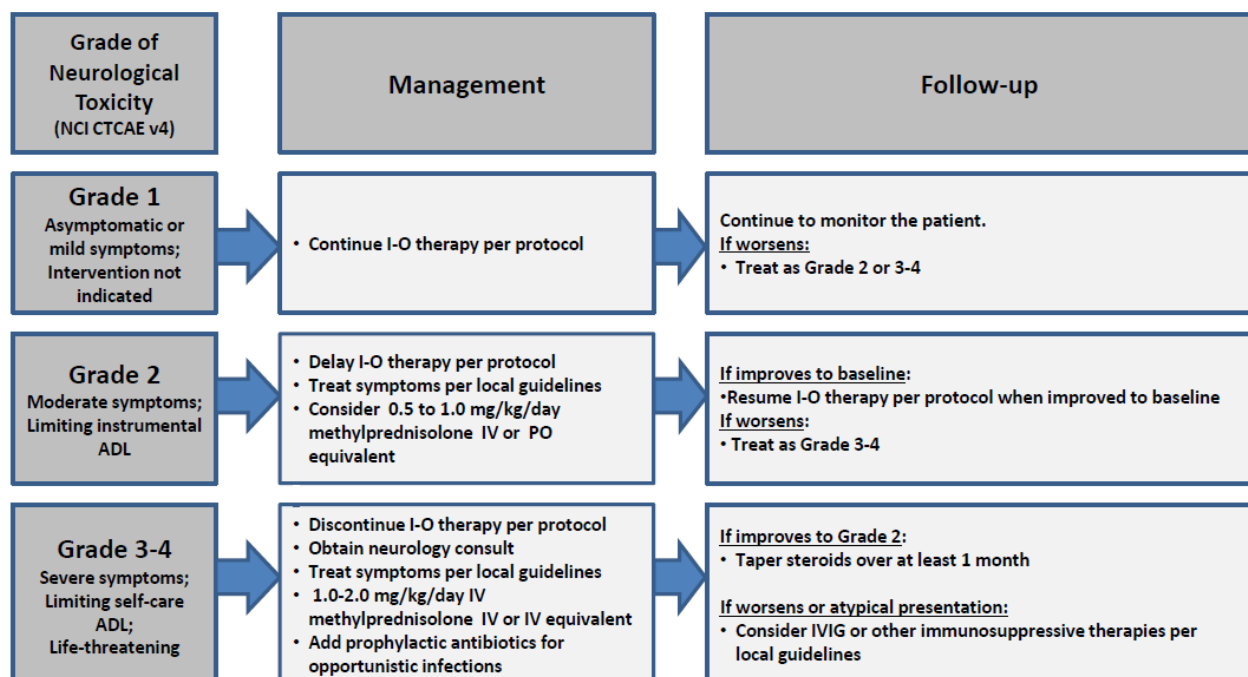 Grade of
Neurological
Toxicity
(NCI CTCAE v4)
Management
Follow-up
Grade 1
Asymptomatic or
mild symptoms;
Intervention not
indicated
• Continue I-O therapy per protocol
Continue to monitor the patient.
If worsens:
• Treat as Grade 2 or 3-4
Grade 2
Moderate symptoms;
Limiting instrumental
ADL
• Delay I-O therapy per protocol
• Treat symptoms per local guidelines
• Consider 0.5 to 1.0 mg/kg/day
methylprednisolone IV or PO
equivalent
If improves to baseline:
•Resume I-O therapy per protocol when improved to baseline
If worsens:
• Treat as Grade 3-4
Grade 3-4
Severe symptoms;
Limiting self-care
ADL;
Life-threatening
• Discontinue I-O therapy per protocol
• Obtain neurology consult
• Treat symptoms per local guidelines
• 1.0-2.0 mg/kg/day IV
methylprednisolone IV or IV equivalent
• Add prophylactic antibiotics for
opportunistic infections
If improves to Grade 2:
• Taper steroids over at least 1 month
If worsens or atypical presentation:
• Consider IVIG or other immunosuppressive therapies per
local guidelines